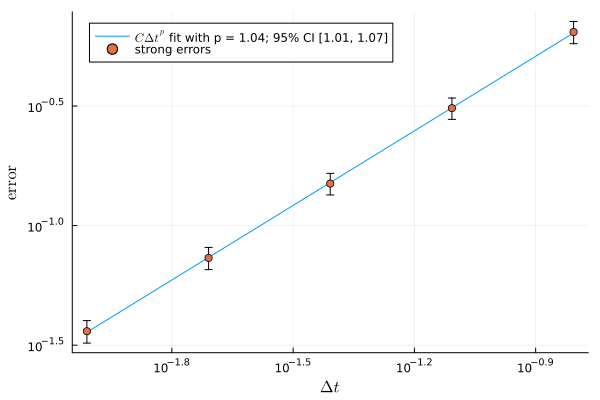 CΔtᵖ fit with p = 1.04; 95% CI [1.01, 1.07]
strong errors
error
10⁻⁰·⁵
10⁻¹·⁰
10⁻¹·⁵
10⁻¹·⁸ 10⁻¹·⁵ 10⁻¹·² 10⁻⁰·⁹
Δt